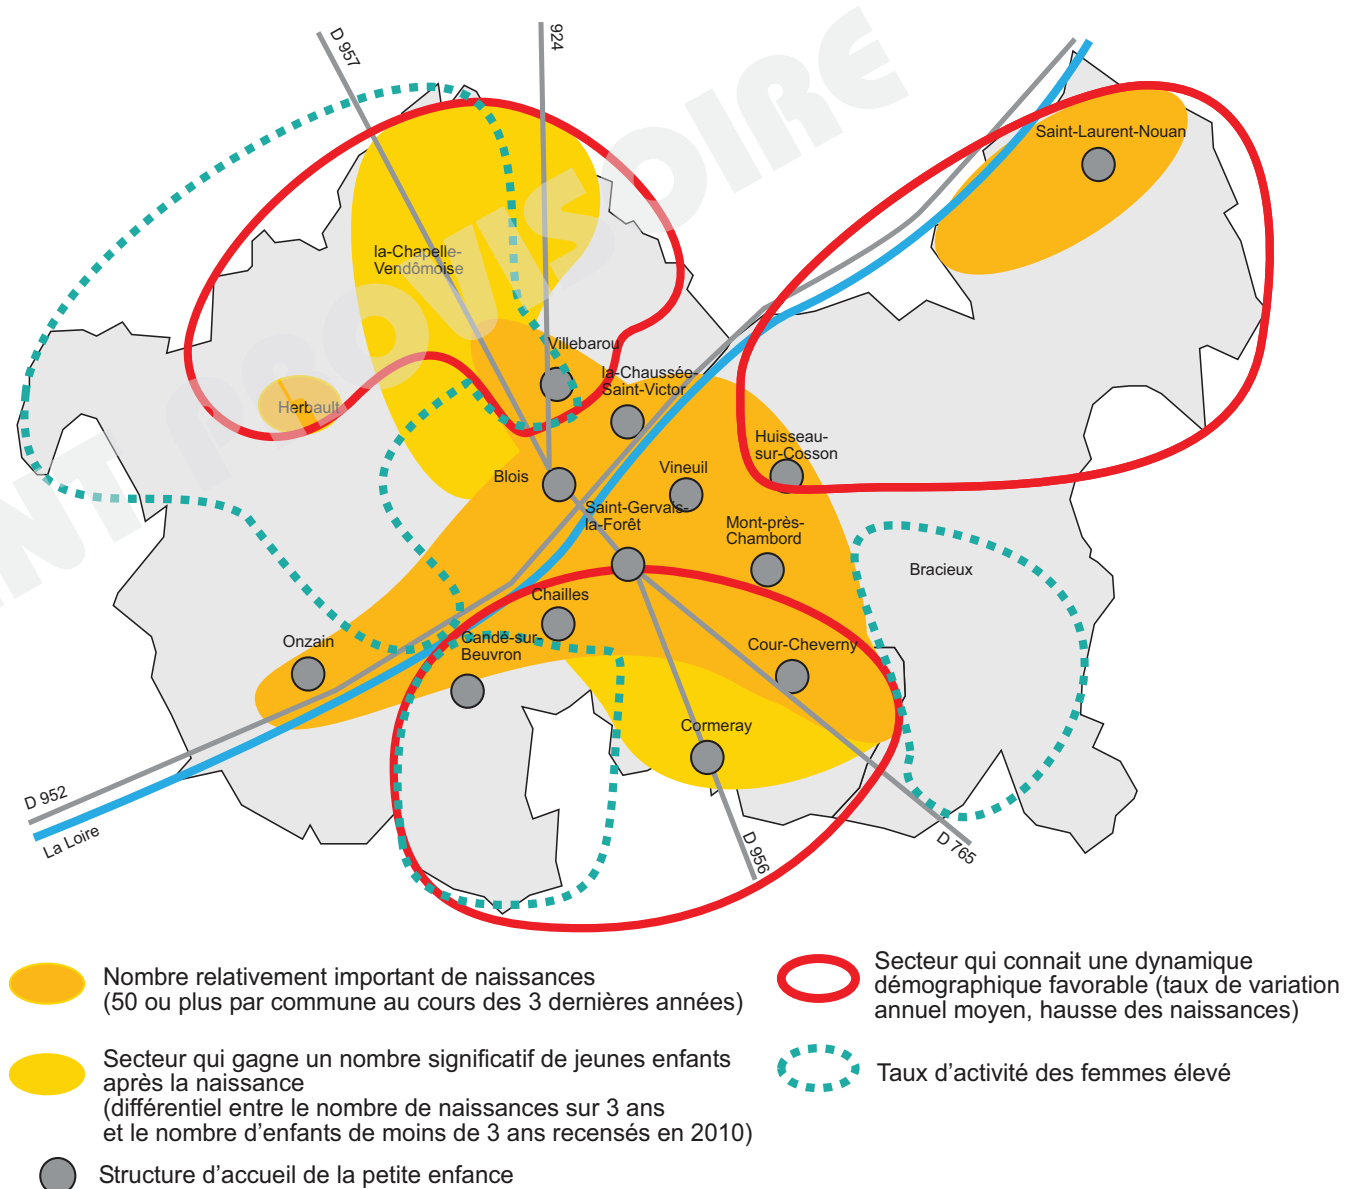 D 957
924
Saint-Laurent-Nouan
la-Chapelle-
Vendômoise
Villebarou
la-Chaussée-
Saint-Victor
Herbault
Huisseau-
sur-Cosson
Blois
Vineuil
Saint-Gervais-
la-Forêt
Mont-près-
Chambord
Bracieux
Chailles
Onzain
Candé-sur-
Beuvron
Cour-Cheverny
Cormeray
D 952
La Loire
D 956
D 765
Nombre relativement important de naissances
(50 ou plus par commune au cours des 3 dernières années)
Secteur qui gagne un nombre significatif de jeunes enfants
après la naissance
(différentiel entre le nombre de naissances sur 3 ans
et le nombre d'enfants de moins de 3 ans recensés en 2010)
Structure d'accueil de la petite enfance
Secteur qui connait une dynamique
démographique favorable (taux de variation
annuel moyen, hausse des naissances)
Taux d'activité des femmes élevé
NT PROVISOIRE